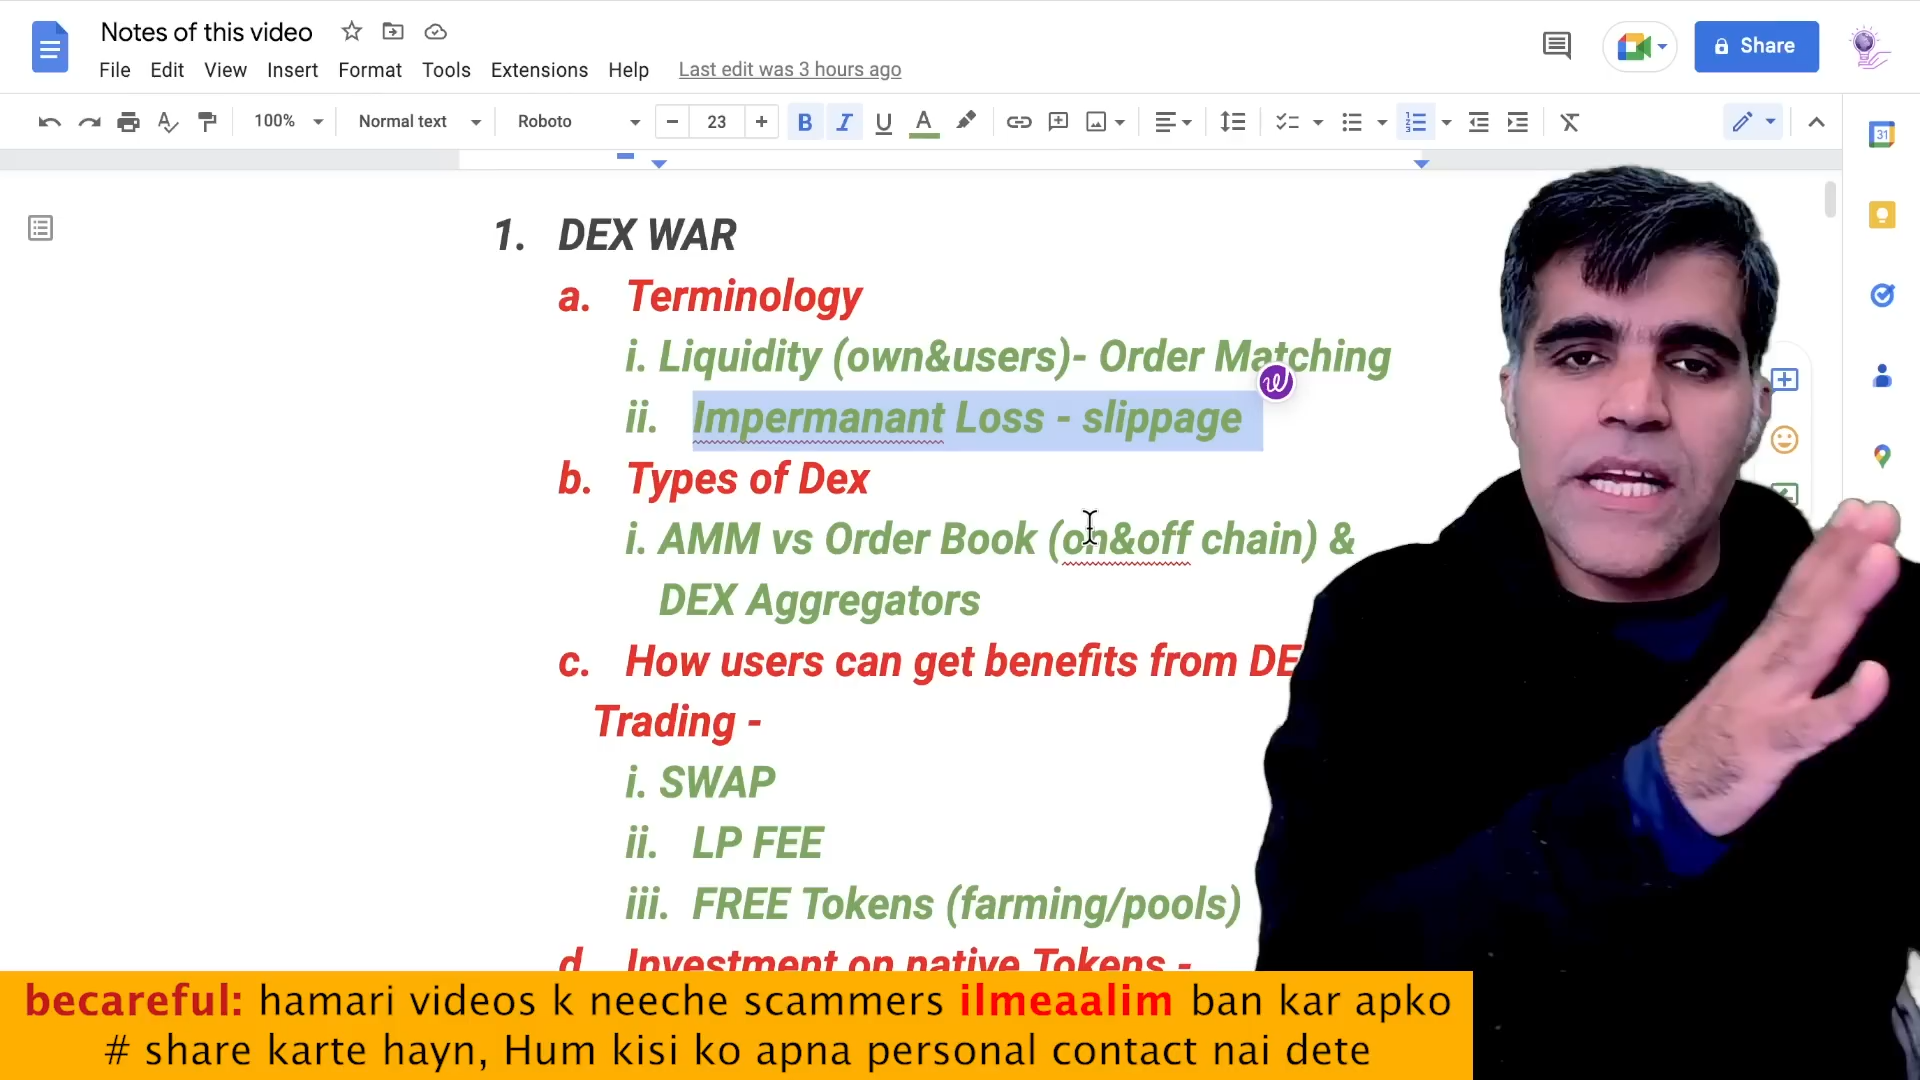 Notes of this video
File Edit View Insert Format Tools Extensions Help Last edit was 3 hours ago
Share
100% Normal text Roboto 23
31
1. DEX WAR
a. Terminology
i. Liquidity (own&users)- Order Matching
ii. Impermanant Loss - slippage
b. Types of Dex
i. AMM vs Order Book (on&off chain) &
DEX Aggregators
c. How users can get benefits from DE
Trading -
i. SWAP
ii. LP FEE
iii. FREE Tokens (farming/pools)
d. Investment on native Tokens -
becareful: hamari videos k neeche scammers ilmeaalim ban kar apko
# share karte hayn, Hum kisi ko apna personal contact nai dete